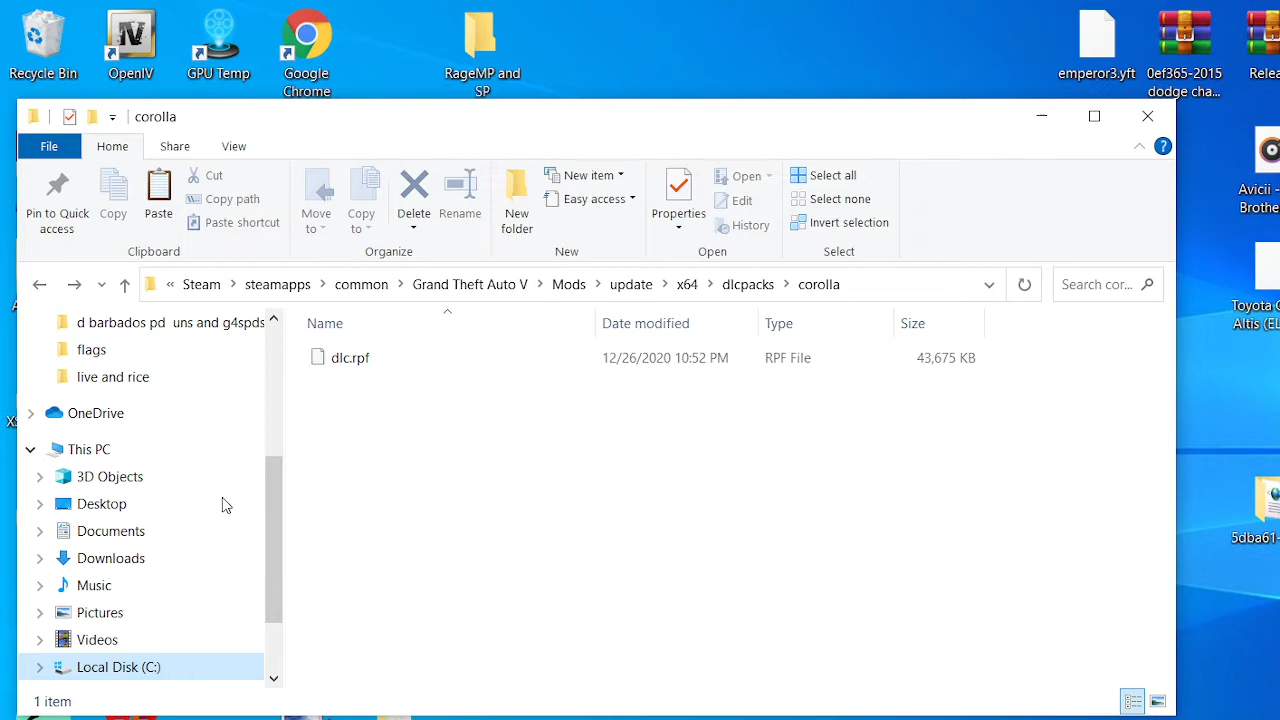 Recycle Bin
OpenIV
GPU Temp
Google
Chrome
RageMP and
SP
emperor3.yft
0ef365-2015
dodge cha...
Relea
corolla
File
Home
Share
View
Pin to Quick
access
Copy
Paste
Cut
Copy path
Paste shortcut
Clipboard
Move
to
Copy
to
Delete
Rename
Organize
New
folder
New item
Easy access
New
Properties
Open
Edit
History
Open
Select all
Select none
Invert selection
Select
« Steam > steamapps > common > Grand Theft Auto V > Mods > update > x64 > dlcpacks > corolla
Search cor...
Avicii -
Brothe
Toyota C
Altis (EL
5dba61-
d barbados pd uns and g4spds
flags
live and rice
OneDrive
This PC
3D Objects
Desktop
Documents
Downloads
Music
Pictures
Videos
Local Disk (C:)
Name Date modified Type Size
dlc.rpf 12/26/2020 10:52 PM RPF File 43,675 KB
1 item